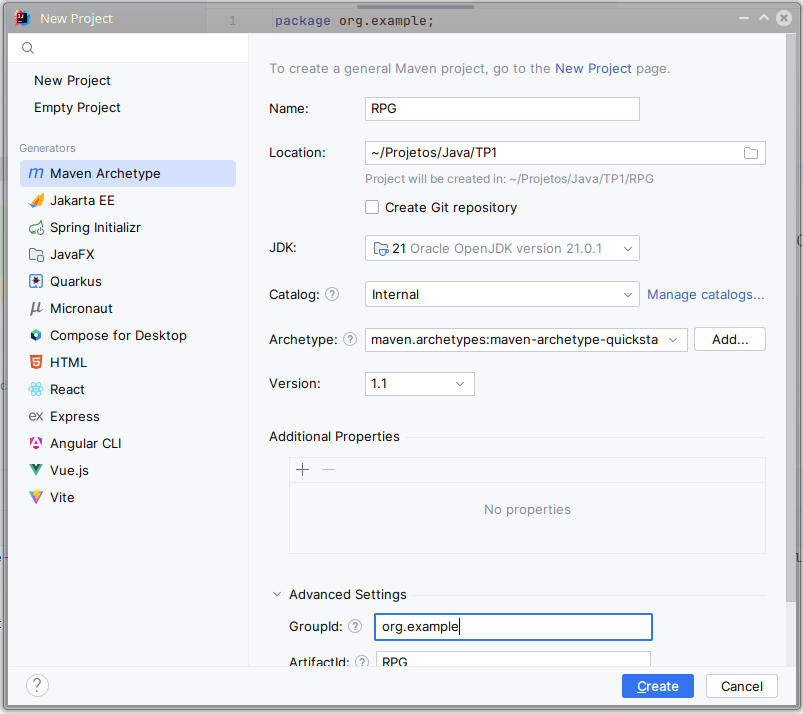 New Project
1 package org.example;
New Project
Empty Project
Generators
Maven Archetype
Jakarta EE
Spring Initializr
JavaFX
Quarkus
Micronaut
Compose for Desktop
HTML
React
ex Express
Angular CLI
Vue.js
Vite
To create a general Maven project, go to the New Project page.
Name: RPG
Location: ~/Projetos/Java/TP1
Project will be created in: ~/Projetos/Java/TP1/RPG
Create Git repository
JDK: 21 Oracle OpenJDK version 21.0.1
Catalog: ? Internal Manage catalogs...
Archetype: ? maven.archetypes:maven-archetype-quicksta Add...
Version: 1.1
Additional Properties
No properties
Advanced Settings
GroupId: ? org.example
ArtifactId: ? RPG
? Create Cancel